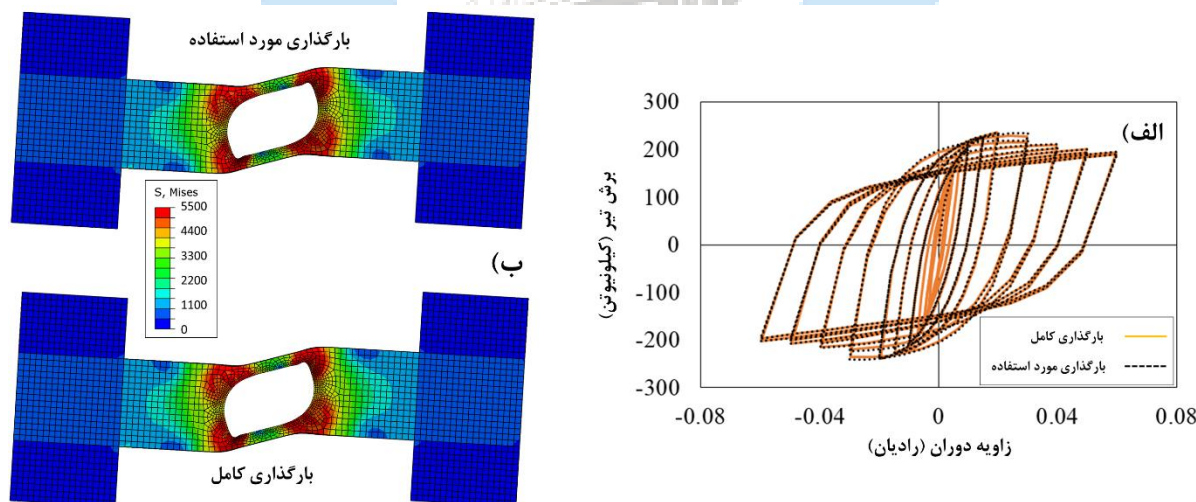 بارگذاری مورد استفاده
S, Mises
5500
4400
3300
2200
1100
0
ب)
بارگذاری کامل
الف)
برش تیر (کیلونیوتن)
300
200
100
0
-100
-200
-300
-0.08 -0.04 0 0.04 0.08
زاویه دوران (رادیان)
بارگذاری کامل
بارگذاری مورد استفاده